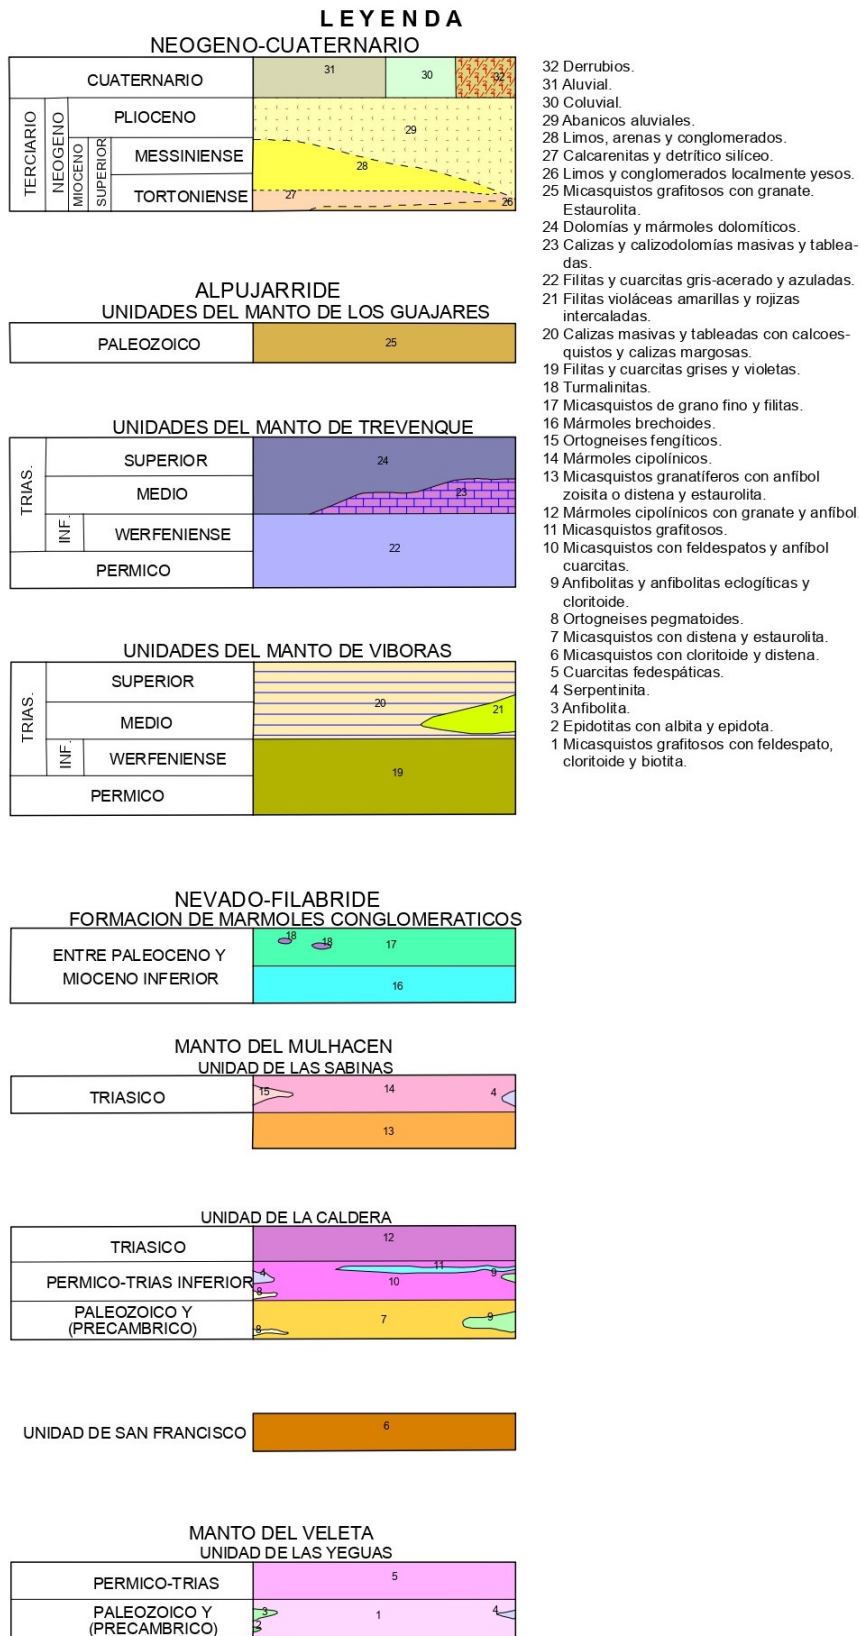 LEYENDA
NEOGENO-CUATERNARIO
CUATERNARIO
31
30
32
TERCIARIO
NEOGENO
MIOCENO
SUPERIOR
PLIOCENO
29
MESSINIENSE
28
TORTONIENSE
27
26
ALPUJARRIDE
UNIDADES DEL MANTO DE LOS GUAJARES
PALEOZOICO
25
UNIDADES DEL MANTO DE TREVENQUE
TRIAS.
SUPERIOR
24
MEDIO
23
INF.
WERFENIENSE
22
PERMICO
UNIDADES DEL MANTO DE VIBORAS
TRIAS.
SUPERIOR
20
21
MEDIO
INF.
WERFENIENSE
19
PERMICO
NEVADO-FILABRIDE
FORMACION DE MARMOLES CONGLOMERATICOS
ENTRE PALEOCENO Y
MIOCENO INFERIOR
18
18
17
16
MANTO DEL MULHACEN
UNIDAD DE LAS SABINAS
TRIASICO
15
14
4
13
UNIDAD DE LA CALDERA
TRIASICO
12
PERMICO-TRIAS INFERIOR
4
11
9
10
8
PALEOZOICO Y
(PRECAMBRICO)
7
9
8
UNIDAD DE SAN FRANCISCO
6
MANTO DEL VELETA
UNIDAD DE LAS YEGUAS
PERMICO-TRIAS
5
PALEOZOICO Y
(PRECAMBRICO)
3
1
4
2
32 Derrubios.
31 Aluvial.
30 Coluvial.
29 Abanicos aluviales.
28 Limos, arenas y conglomerados.
27 Calcarenitas y detrítico silíceo.
26 Limos y conglomerados localmente yesos.
25 Micasquistos grafitosos con granate.
Estaurolita.
24 Dolomías y mármoles dolomíticos.
23 Calizas y calizodolomías masivas y tablea-
das.
22 Filitas y cuarcitas gris-acerado y azuladas.
21 Filitas violáceas amarillas y rojizas
intercaladas.
20 Calizas masivas y tableadas con calcoes-
quistos y calizas margosas.
19 Filitas y cuarcitas grises y violetas.
18 Turmalinitas.
17 Micasquistos de grano fino y filitas.
16 Mármoles brechoides.
15 Ortogneises fengíticos.
14 Mármoles cipolínicos.
13 Micasquistos granatíferos con anfíbol
zoisita o distena y estaurolita.
12 Mármoles cipolínicos con granate y anfíbol
11 Micasquistos grafitosos.
10 Micasquistos con feldespatos y anfíbol
cuarcitas.
9 Anfibolitas y anfibolitas eclogíticas y
cloritoide.
8 Ortogneises pegmatoides.
7 Micasquistos con distena y estaurolita.
6 Micasquistos con cloritoide y distena.
5 Cuarcitas fedespáticas.
4 Serpentinita.
3 Anfibolita.
2 Epidotitas con albita y epidota.
1 Micasquistos grafitosos con feldespato,
cloritoide y biotita.